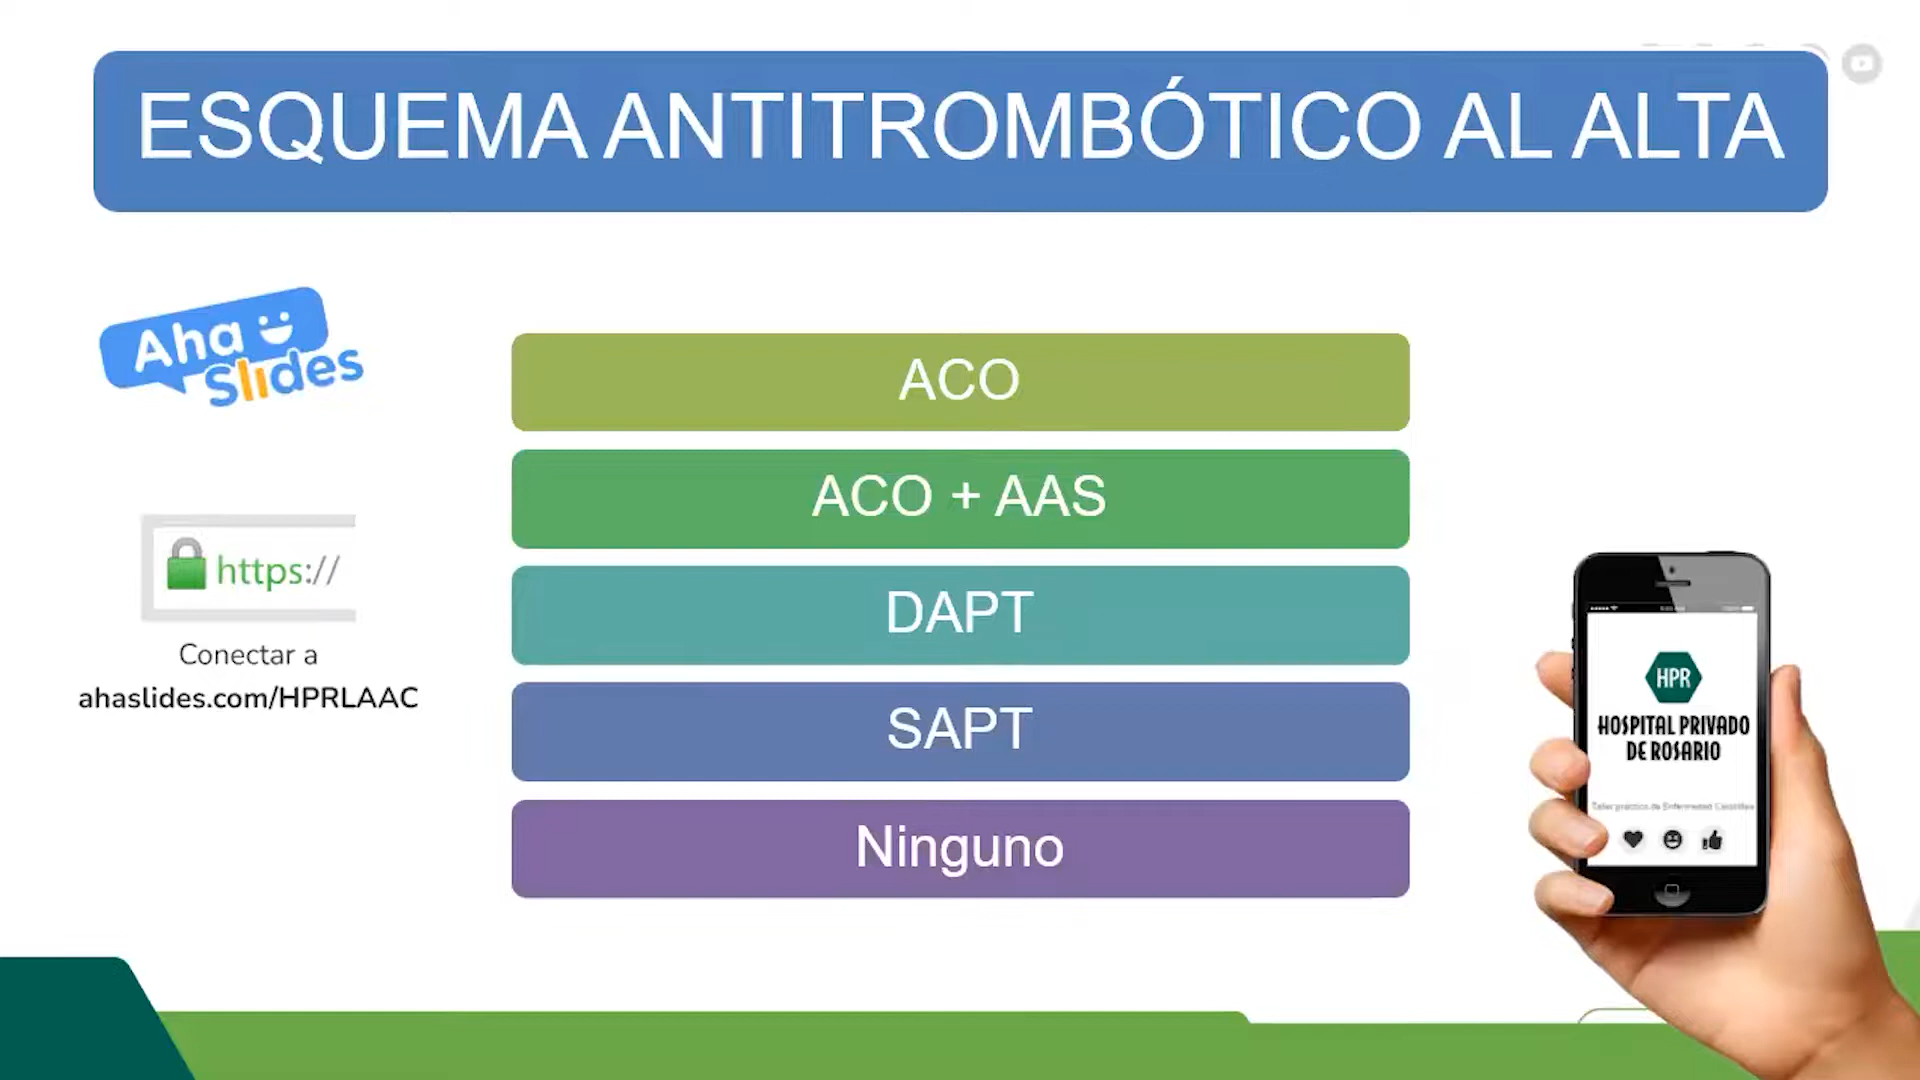 ESQUEMA ANTITROMBÓTICO AL ALTA
Aha
Slides
ACO
ACO + AAS
https://
DAPT
Conectar a
ahaslides.com/HPRLAAC
SAPT
Ninguno
HPR
HOSPITAL PRIVADO
DE ROSARIO